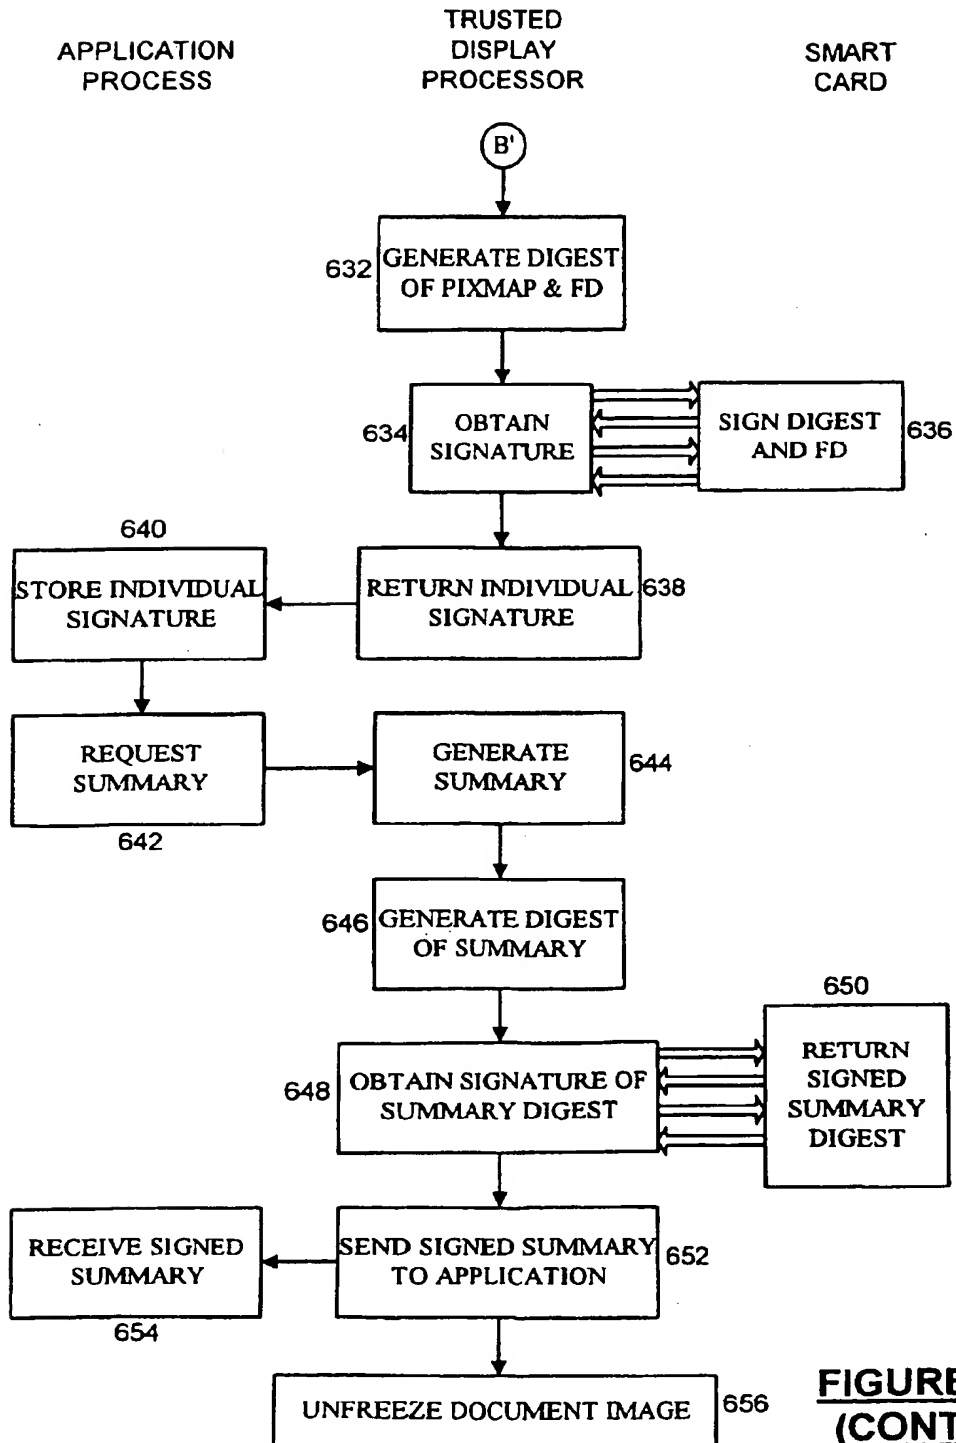 APPLICATION
PROCESS
TRUSTED
DISPLAY
PROCESSOR
SMART
CARD
B'
632
GENERATE DIGEST
OF PIXMAP & FD
634
OBTAIN
SIGNATURE
SIGN DIGEST
AND FD
636
640
STORE INDIVIDUAL
SIGNATURE
RETURN INDIVIDUAL
SIGNATURE
638
REQUEST
SUMMARY
642
GENERATE
SUMMARY
644
646
GENERATE DIGEST
OF SUMMARY
648
OBTAIN SIGNATURE OF
SUMMARY DIGEST
650
RETURN
SIGNED
SUMMARY
DIGEST
RECEIVE SIGNED
SUMMARY
654
SEND SIGNED SUMMARY
TO APPLICATION
652
UNFREEZE DOCUMENT IMAGE
656
FIGURE
(CONT